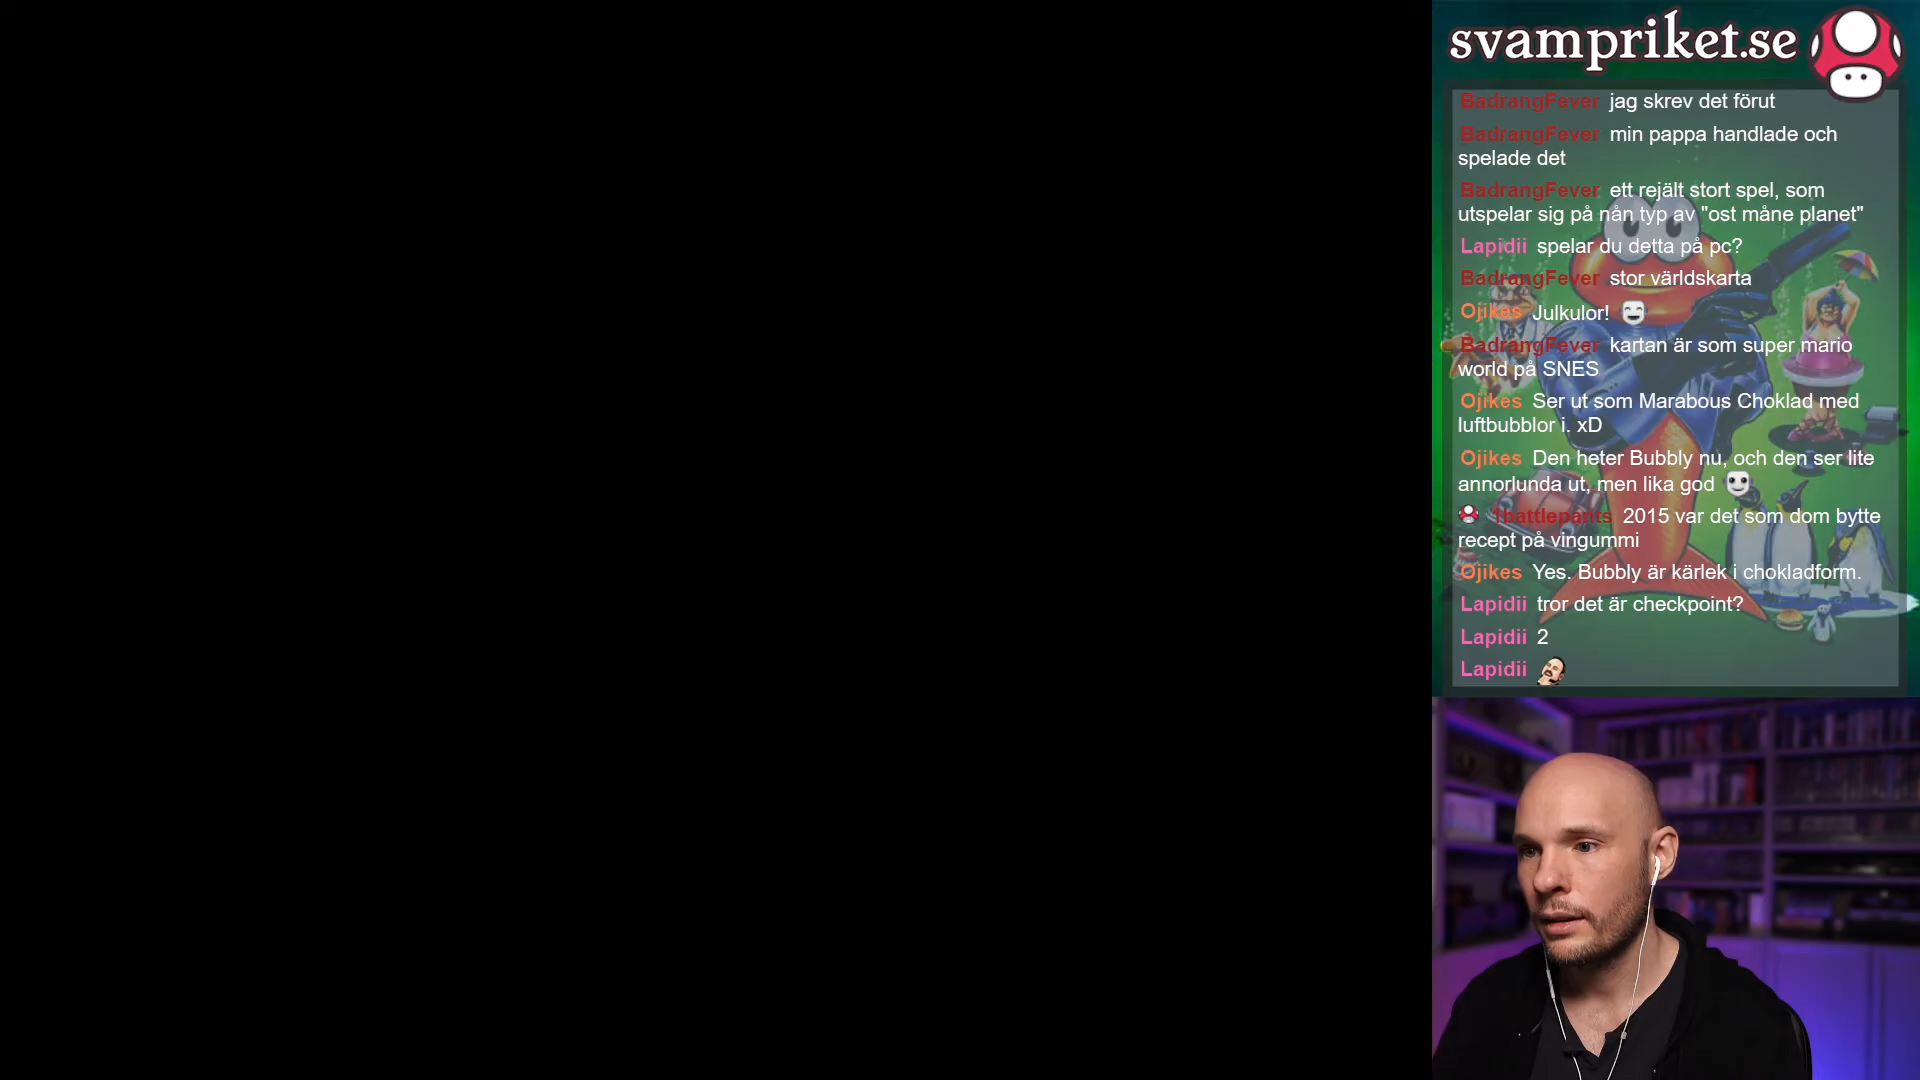 svampriket.se
BadrangFever jag skrev det förut
BadrangFever min pappa handlade och
spelade det
BadrangFever ett rejält stort spel, som
utspelar sig på nån typ av "ost måne planet"
Lapidii spelar du detta på pc?
BadrangFever stor världskarta
Ojikes Julkulor!
BadrangFever kartan är som super mario
world på SNES
Ojikes Ser ut som Marabous Choklad med
luftbubblor i. xD
Ojikes Den heter Bubbly nu, och den ser lite
annorlunda ut, men lika god
1battlepants 2015 var det som dom bytte
recept på vingummi
Ojikes Yes. Bubbly är kärlek i chokladform.
Lapidii tror det är checkpoint?
Lapidii 2
Lapidii